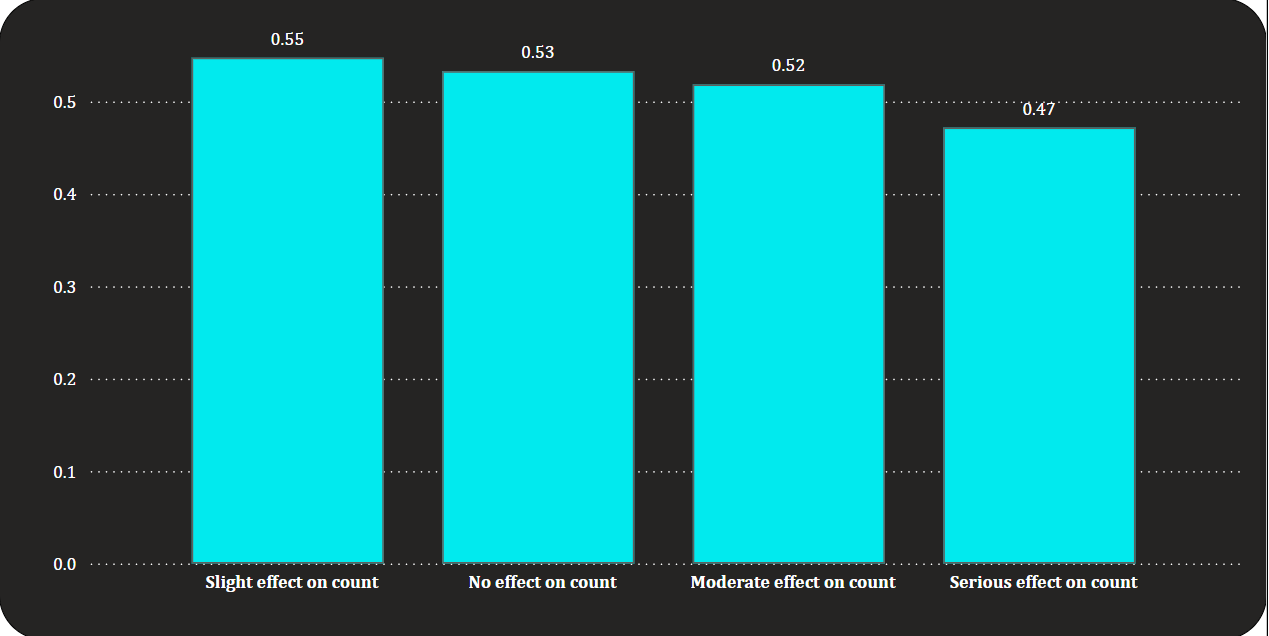 0.55
0.53
0.52
0.47
0.5
0.4
0.3
0.2
0.1
0.0
Slight effect on count
No effect on count
Moderate effect on count
Serious effect on count